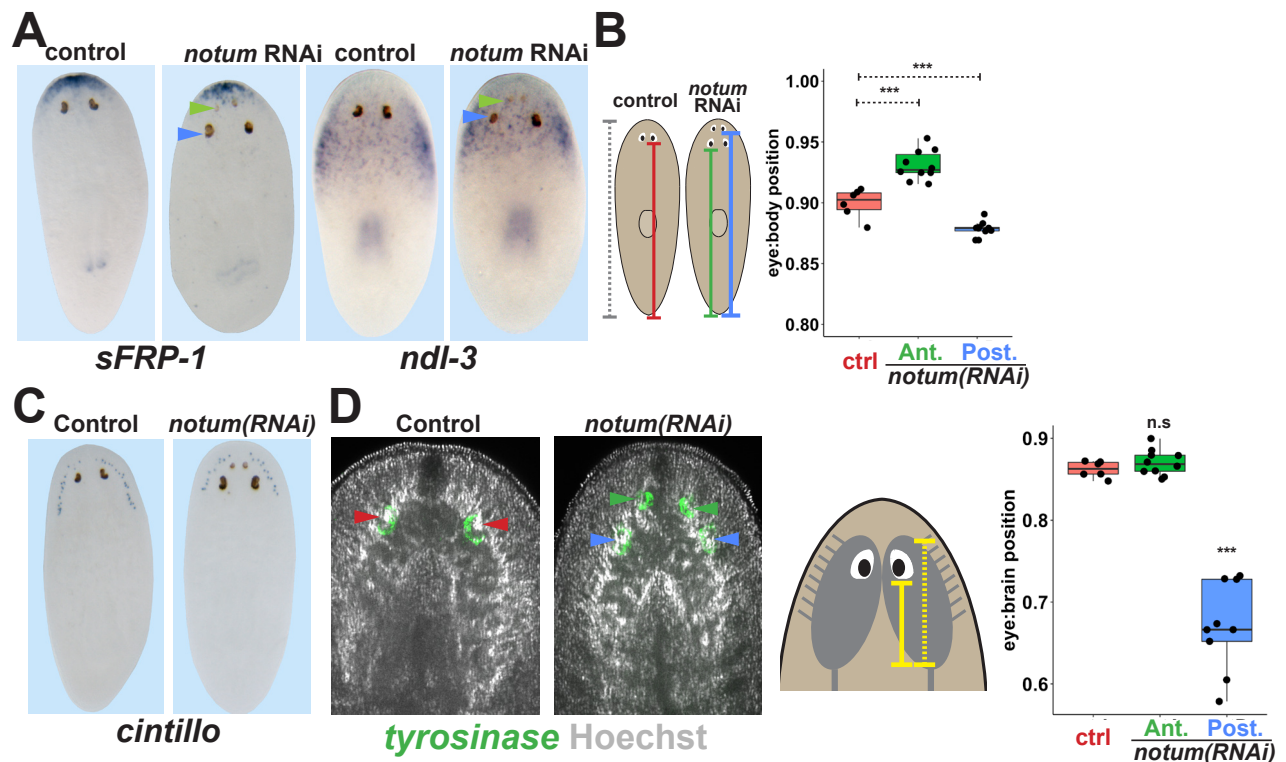 A
control
notum RNAi
control
notum RNAi
sFRP-1
ndl-3
B
control
notum
RNAi
eye:body position
1.00
0.95
0.90
0.85
0.80
***
***
ctrl
Ant.
Post.
notum(RNAi)
C
Control
notum(RNAi)
cintillo
D
Control
notum(RNAi)
tyrosinase Hoechst
eye:brain position
0.9
0.8
0.7
0.6
n.s
***
ctrl
Ant.
Post.
notum(RNAi)